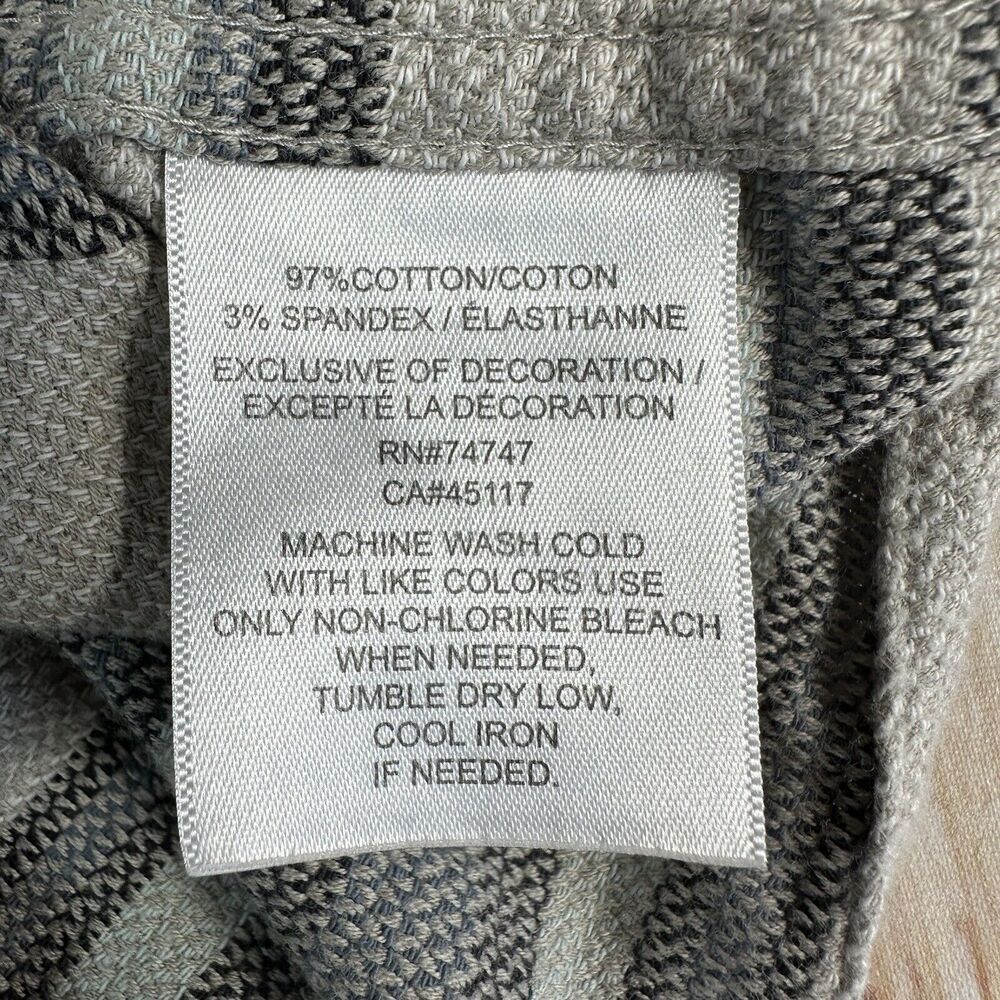 97%COTTON/COTON
3% SPANDEX / ÉLASTHANNE
EXCLUSIVE OF DECORATION /
EXCEPTÉ LA DÉCORATION
RN#74747
CA#45117
MACHINE WASH COLD
WITH LIKE COLORS USE
ONLY NON-CHLORINE BLEACH
WHEN NEEDED,
TUMBLE DRY LOW,
COOL IRON
IF NEEDED.